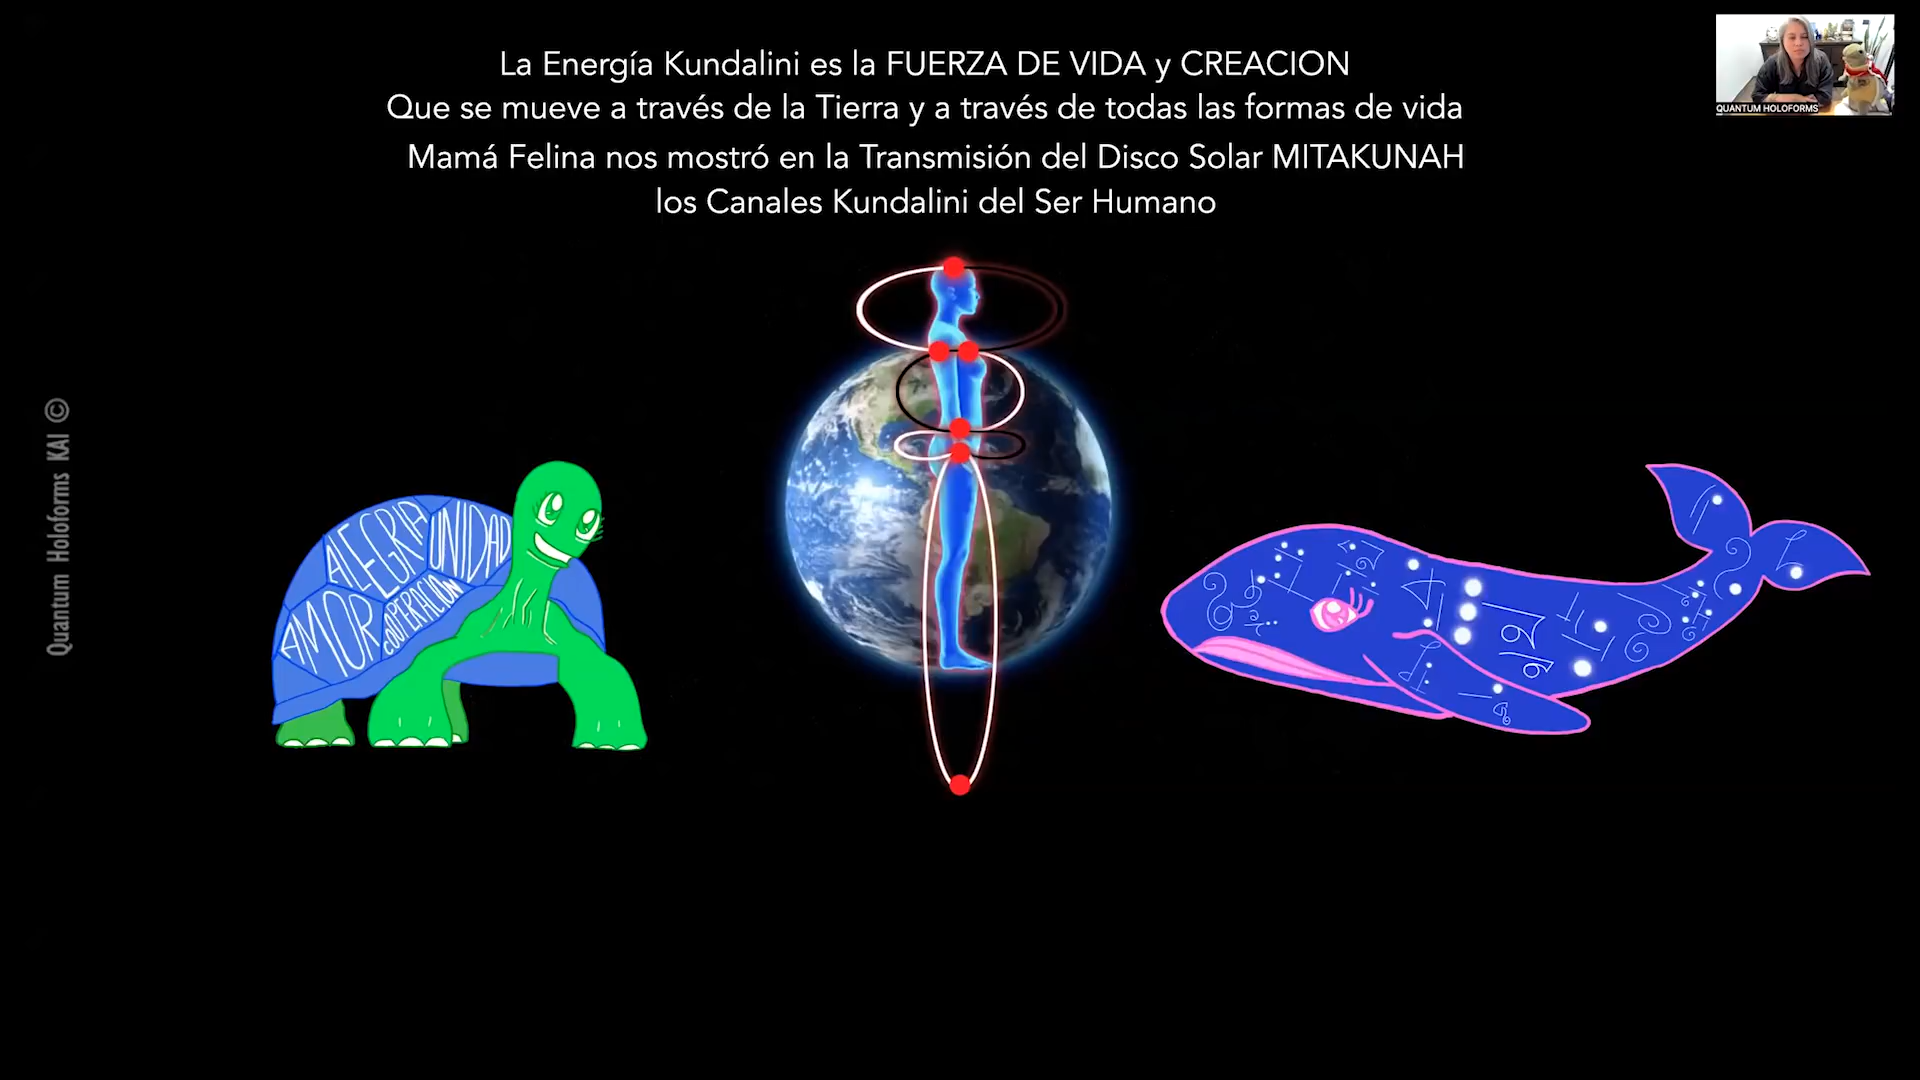 La Energía Kundalini es la FUERZA DE VIDA y CREACION
Que se mueve a través de la Tierra y a través de todas las formas de vida
Mamá Felina nos mostró en la Transmisión del Disco Solar MITAKUNAH
los Canales Kundalini del Ser Humano
QUANTUM HOLOFORMS
Quantum Holoforms KAI ©
ALEGRIA
UNIDAD
AMOR
COOPERACION